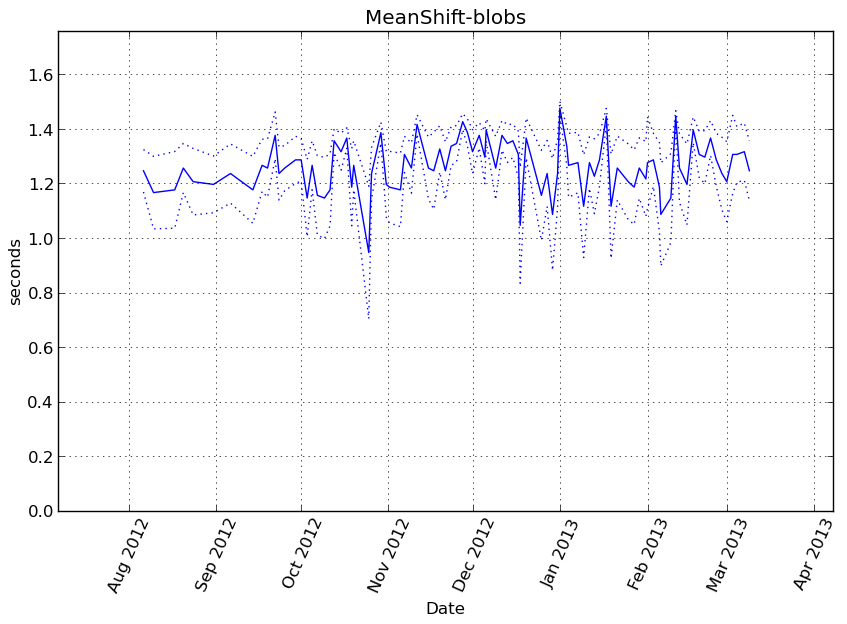 MeanShift-blobs
1.6
1.4
1.2
1.0
0.8
0.6
0.4
0.2
0.0
seconds
Aug 2012
Sep 2012
Oct 2012
Nov 2012
Dec 2012
Jan 2013
Feb 2013
Mar 2013
Apr 2013
Date